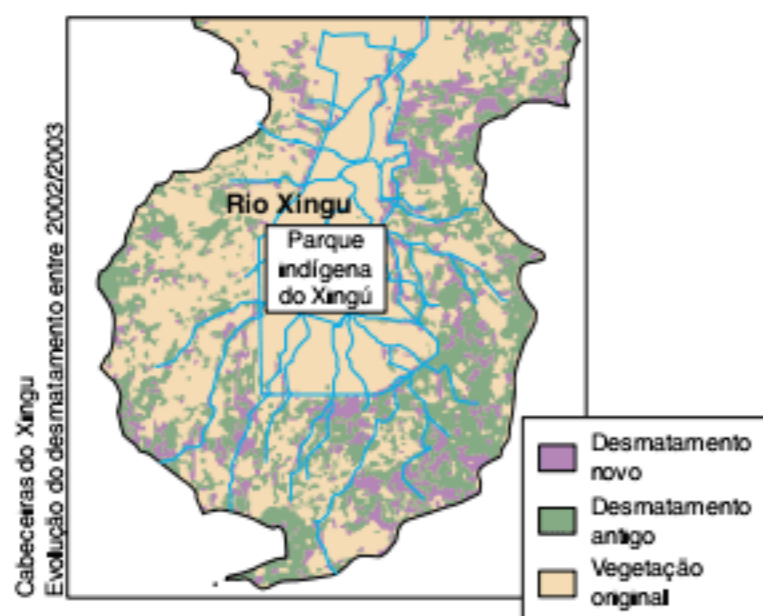 Cabeceiras do Xingu
Evolução do desmatamento entre 2002/2003
Rio Xingu
Parque
indígena
do Xingú
Desmatamento
novo
Desmatamento
antigo
Vegetação
original